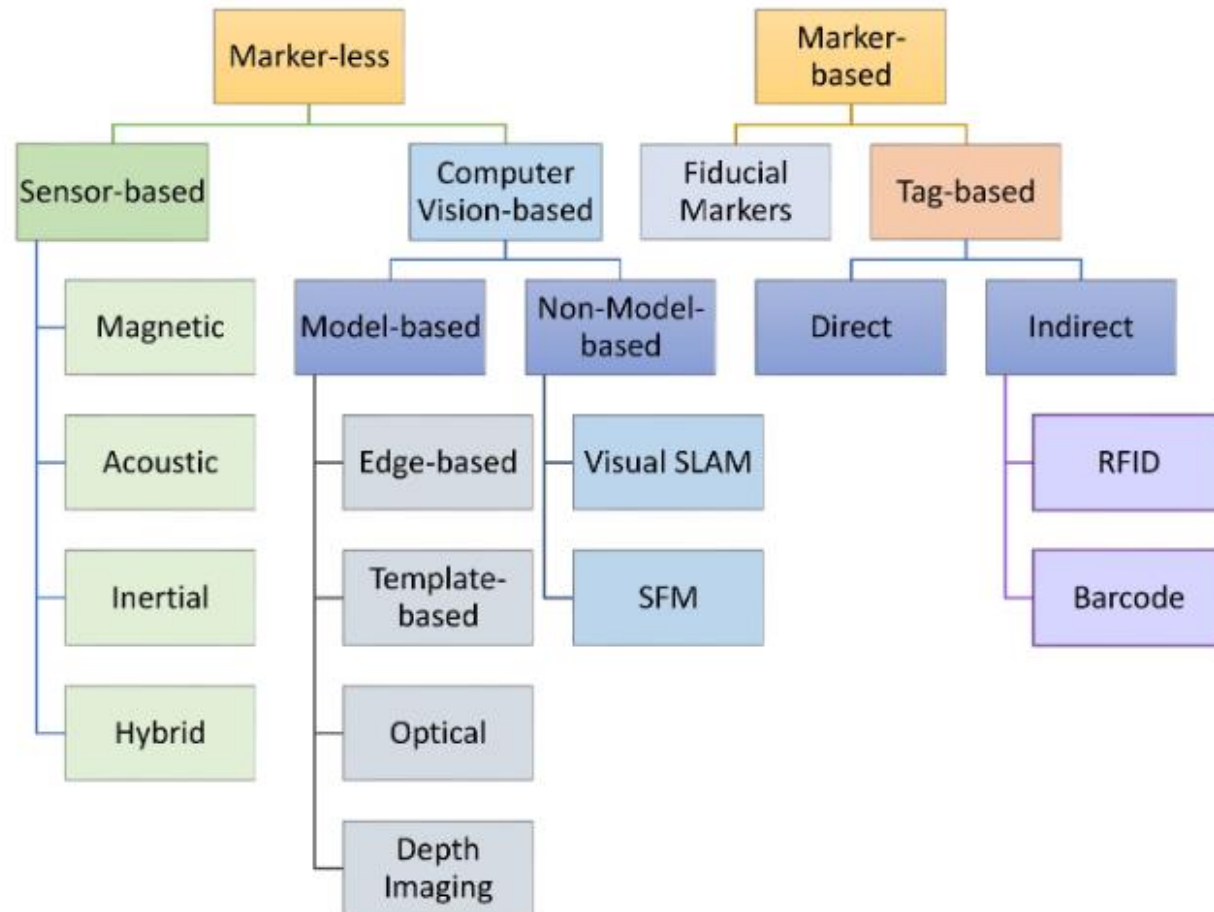 Marker-less
Marker-
based
Sensor-based
Computer
Vision-based
Fiducial
Markers
Tag-based
Magnetic
Model-based
Non-Model-
based
Direct
Indirect
Acoustic
Edge-based
Visual SLAM
RFID
Inertial
Template-
based
SFM
Barcode
Hybrid
Optical
Depth
Imaging